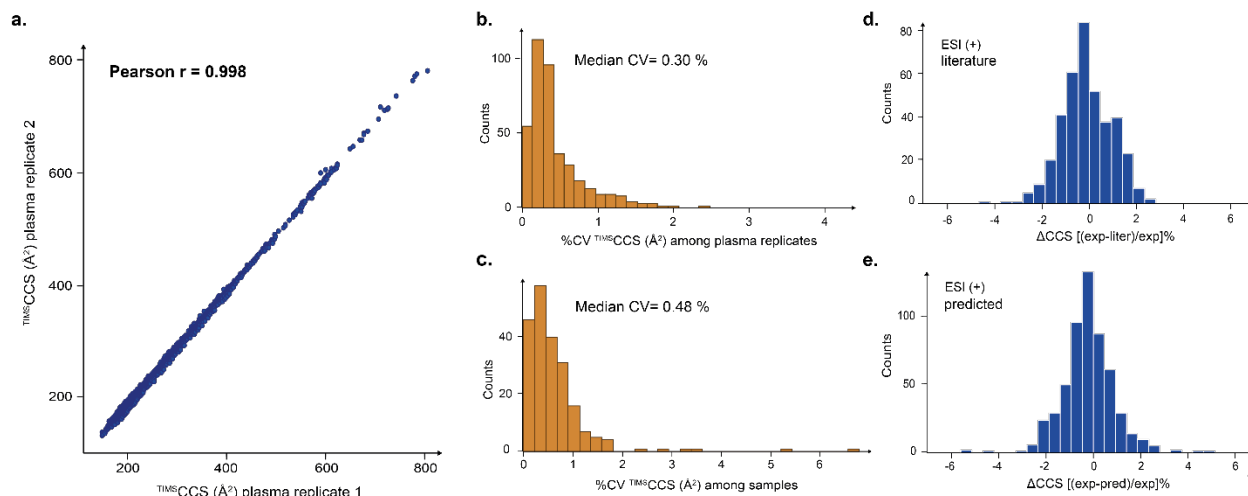 a.
Pearson r = 0.998
800
600
400
200
200
400
600
800
TIMSCCS (Å2) plasma replicate 2
TIMSCCS (Å2) plasma replicate 1
b.
Median CV= 0.30 %
100
50
0
0
1
2
3
4
Counts
%CV TIMSCCS (Å2) among plasma replicates
c.
Median CV= 0.48 %
40
20
0
0
1
2
3
4
5
6
Counts
%CV TIMSCCS (Å2) among samples
d.
ESI (+)
literature
80
60
40
20
0
-6
-4
-2
0
2
4
6
Counts
ΔCCS [(exp-liter)/exp]%
e.
ESI (+)
predicted
100
50
0
-6
-4
-2
0
2
4
6
Counts
ΔCCS [(exp-pred)/exp]%